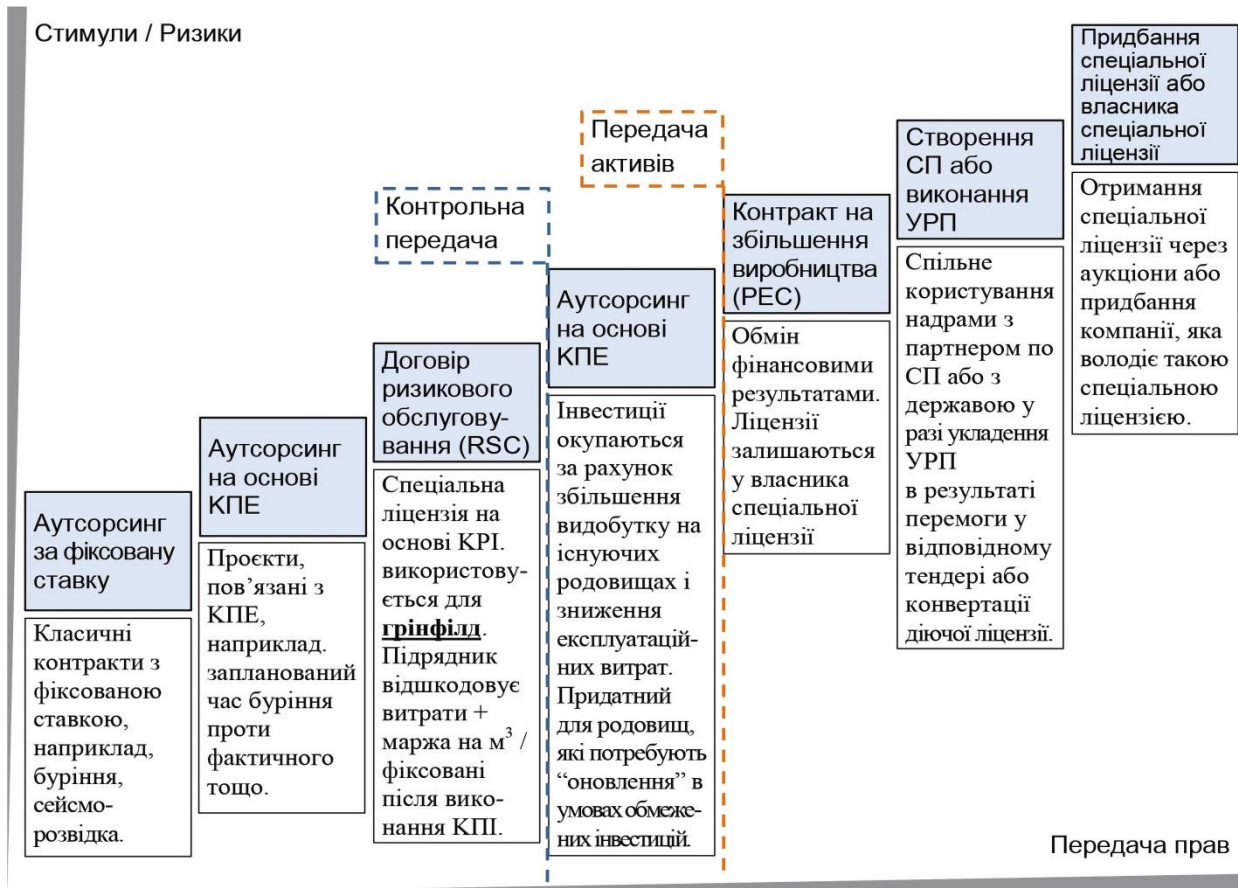 Стимули / Ризики
Аутсорсинг
за фіксовану
ставку
Класичні
контракти з
фіксованою
ставкою,
наприклад,
буріння,
сейсмо-
розвідка.
Аутсорсинг
на основі
КПЕ
Проєкти,
пов’язані з
КПЕ,
наприклад.
запланований
час буріння
проти
фактичного
тощо.
Контрольна
передача
Договір
ризикового
обслугову-
вання (RSC)
Спеціальна
ліцензія на
основі KPI.
використову-
ється для
грінфілд.
Підрядник
відшкодовує
витрати +
маржа на м³ /
фіксовані
після вико-
нання КПІ.
Передача
активів
Аутсорсинг
на основі
КПЕ
Інвестиції
окупаються
за рахунок
збільшення
видобутку на
існуючих
родовищах і
зниження
експлуатацій-
них витрат.
Придатний
для родовищ,
які потребують
“оновлення” в
умовах обмеже-
них інвестицій.
Контракт на
збільшення
виробництва
(PEC)
Обмін
фінансовими
результатами.
Ліцензії
залишаються
у власника
спеціальної
ліцензії
Створення
СП або
виконання
УРП
Спільне
користування
надрами з
партнером по
СП або з
державою у
разі укладення
УРП
в результаті
перемоги у
відповідному
тендері або
конвертації
діючої ліцензії.
Придбання
спеціальної
ліцензії або
власника
спеціальної
ліцензії
Отримання
спеціальної
ліцензії через
аукціони або
придбання
компанії, яка
володіє такою
спеціальною
ліцензією.
Передача прав